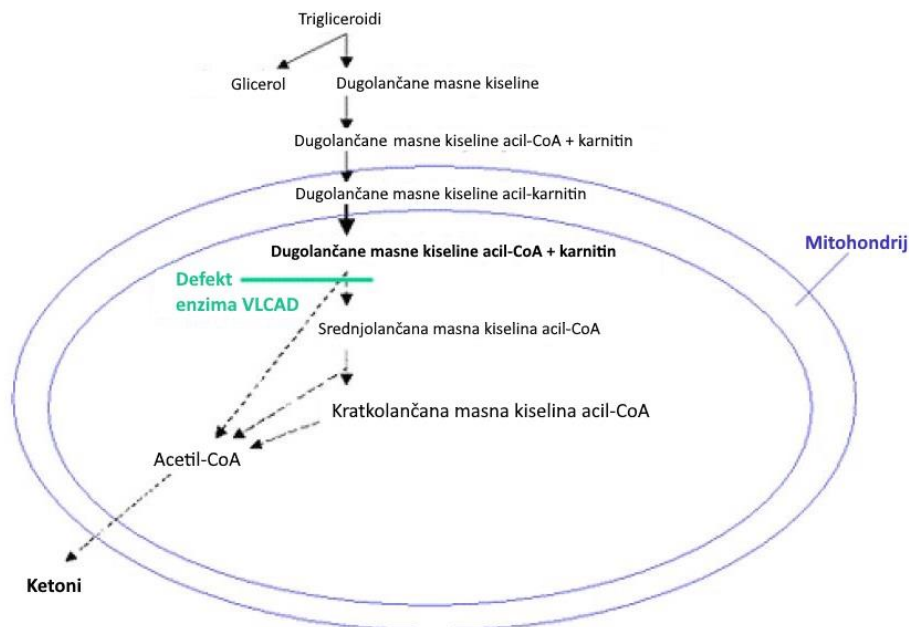 Trigliceroidi
Glicerol
Dugolančane masne kiseline
Dugolančane masne kiseline acil-CoA + karnitin
Dugolančane masne kiseline acil-karnitin
Dugolančane masne kiseline acil-CoA + karnitin
Mitohondrij
Defekt
enzima VLCAD
Srednjolančana masna kiselina acil-CoA
Kratkolančana masna kiselina acil-CoA
Acetil-CoA
Ketoni